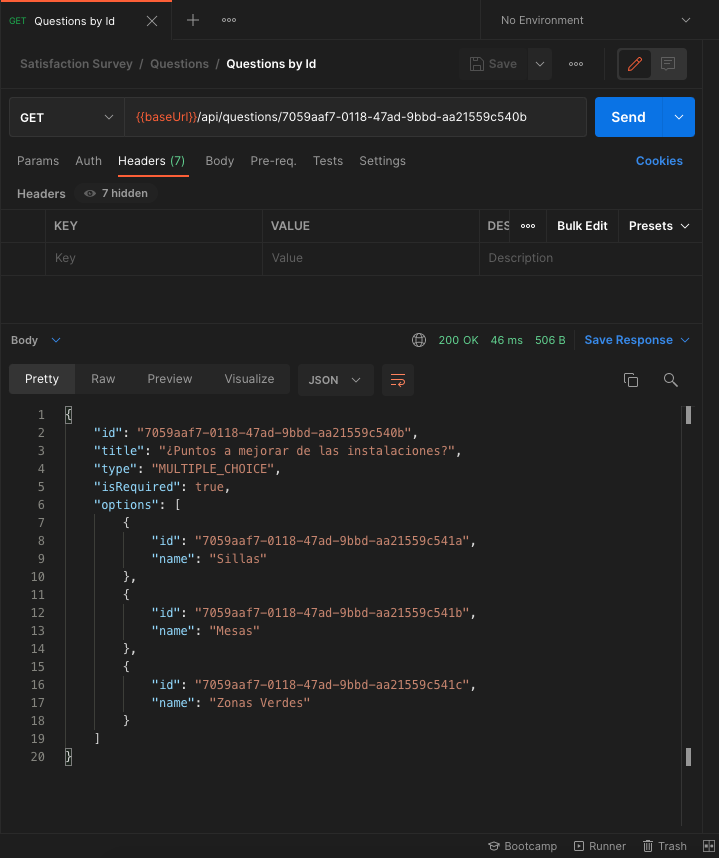 GET Questions by Id
No Environment
Satisfaction Survey / Questions / Questions by Id
Save
GET
{{baseUrl}}/api/questions/7059aaf7-0118-47ad-9bbd-aa21559c540b
Send
Params Auth Headers (7) Body Pre-req. Tests Settings Cookies
Headers 7 hidden
KEY VALUE DES Bulk Edit Presets
Key Value Description
Body 200 OK 46 ms 506 B Save Response
Pretty Raw Preview Visualize JSON
1 {
2 "id": "7059aaf7-0118-47ad-9bbd-aa21559c540b",
3 "title": "¿Puntos a mejorar de las instalaciones?",
4 "type": "MULTIPLE_CHOICE",
5 "isRequired": true,
6 "options": [
7 {
8 "id": "7059aaf7-0118-47ad-9bbd-aa21559c541a",
9 "name": "Sillas"
10 },
11 {
12 "id": "7059aaf7-0118-47ad-9bbd-aa21559c541b",
13 "name": "Mesas"
14 },
15 {
16 "id": "7059aaf7-0118-47ad-9bbd-aa21559c541c",
17 "name": "Zonas Verdes"
18 }
19 ]
20 }
Bootcamp Runner Trash